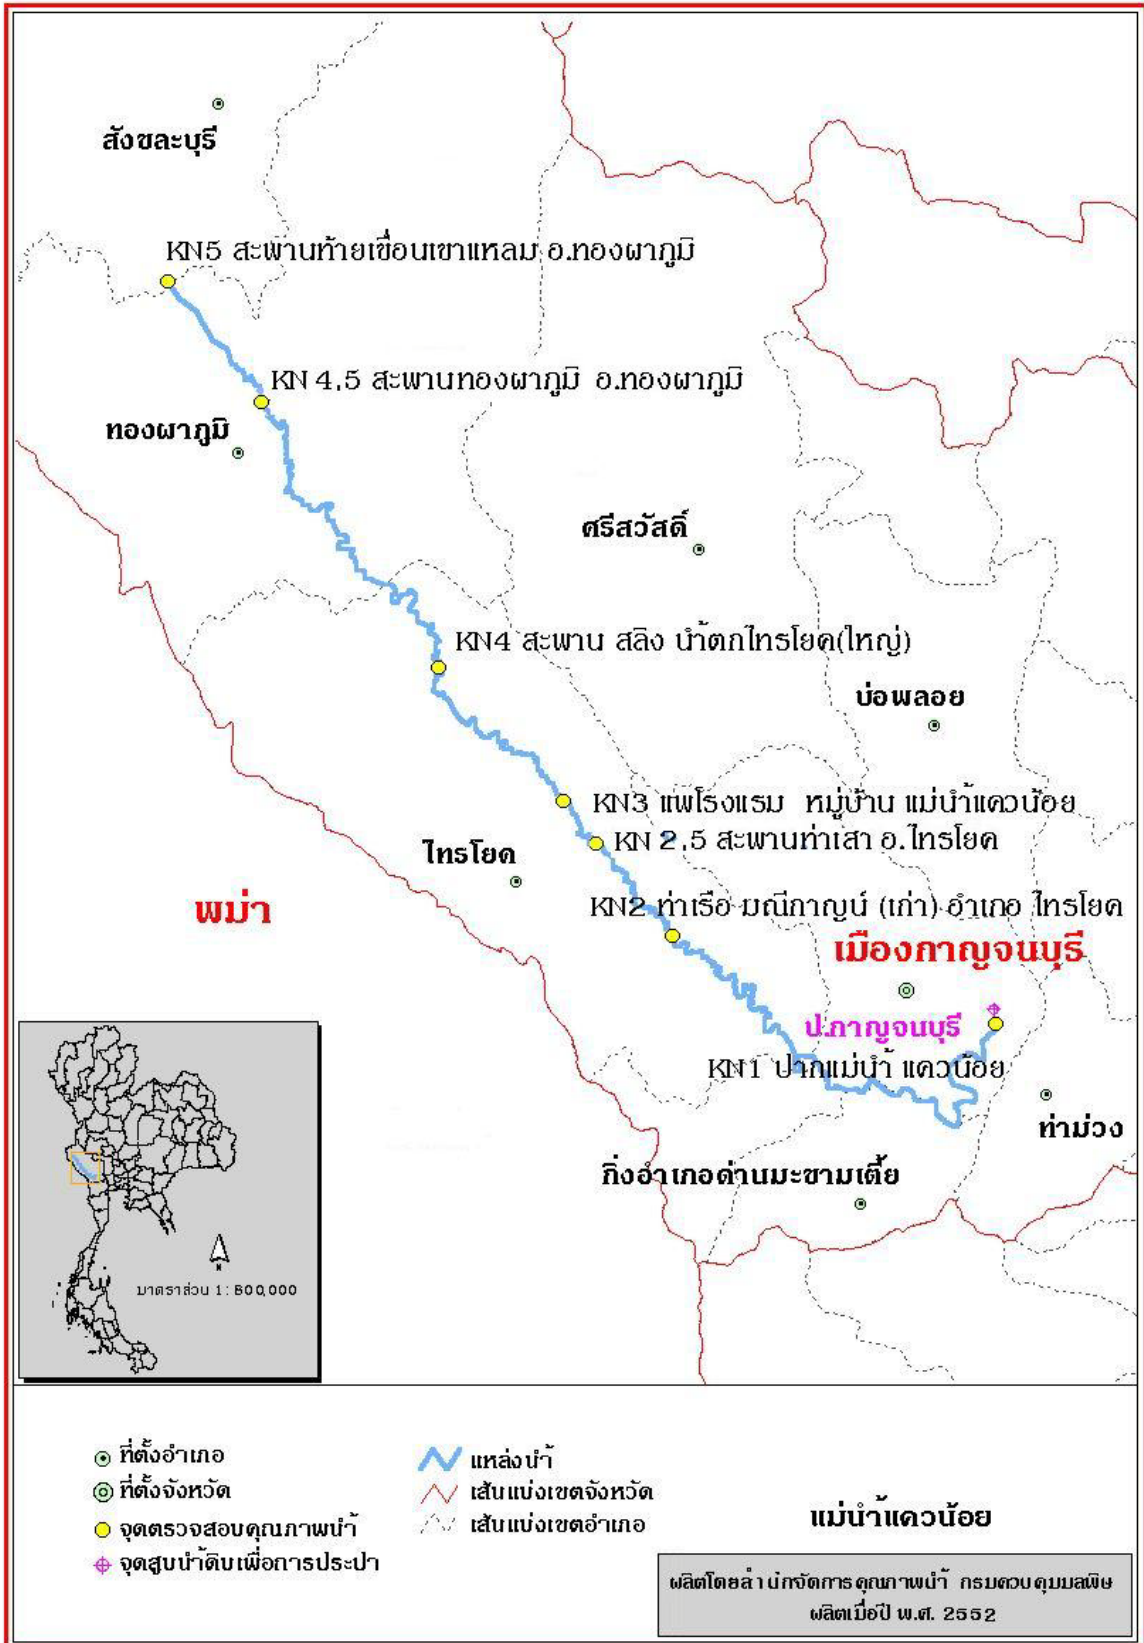 สังขละบุรี
KN5 สะพานท้ายเขื่อนเขาแหลม อ.ทองผาภูมิ
KN 4.5 สะพานทองผาภูมิ อ.ทองผาภูมิ
ทองผาภูมิ
ศรีสวัสดิ์
KN4 สะพาน สลิง น้ำตกไทรโยค(ใหญ่)
บ่อพลอย
KN3 แพโรงแรม หมู่บ้าน แม่น้ำแควน้อย
KN 2.5 สะพานท่าเสา อ.ไทรโยค
ไทรโยค
พม่า
KN2 ท่าเรือ มณีกาญน์ (เก่า) อำเภอ ไทรโยค
เมืองกาญจนบุรี
ป.กาญจนบุรี
KN1 ปากแม่น้ำ แควน้อย
ท่าม่วง
กิ่งอำเภอด่านมะขามเตี้ย
N
มาตราส่วน 1:800,000
ที่ตั้งอำเภอ
ที่ตั้งจังหวัด
จุดตรวจสอบคุณภาพน้ำ
จุดสูบน้ำดิบเพื่อการประปา
แหล่งน้ำ
เส้นแบ่งเขตจังหวัด
เส้นแบ่งเขตอำเภอ
แม่น้ำแควน้อย
ผลิตโดยสำนักจัดการคุณภาพน้ำ กรมควบคุมมลพิษ
ผลิตเมื่อปี พ.ศ. 2552